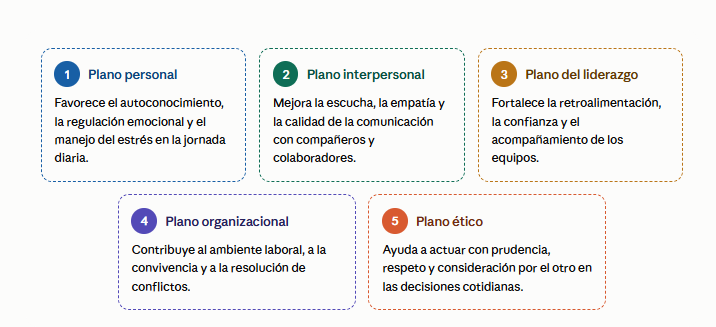 1 Plano personal
Favorece el autoconocimiento,
la regulación emocional y el
manejo del estrés en la jornada
diaria.
2 Plano interpersonal
Mejora la escucha, la empatía y
la calidad de la comunicación
con compañeros y
colaboradores.
3 Plano del liderazgo
Fortalece la retroalimentación,
la confianza y el
acompañamiento de los
equipos.
4 Plano organizacional
Contribuye al ambiente laboral, a la
convivencia y a la resolución de
conflictos.
5 Plano ético
Ayuda a actuar con prudencia,
respeto y consideración por el otro en
las decisiones cotidianas.